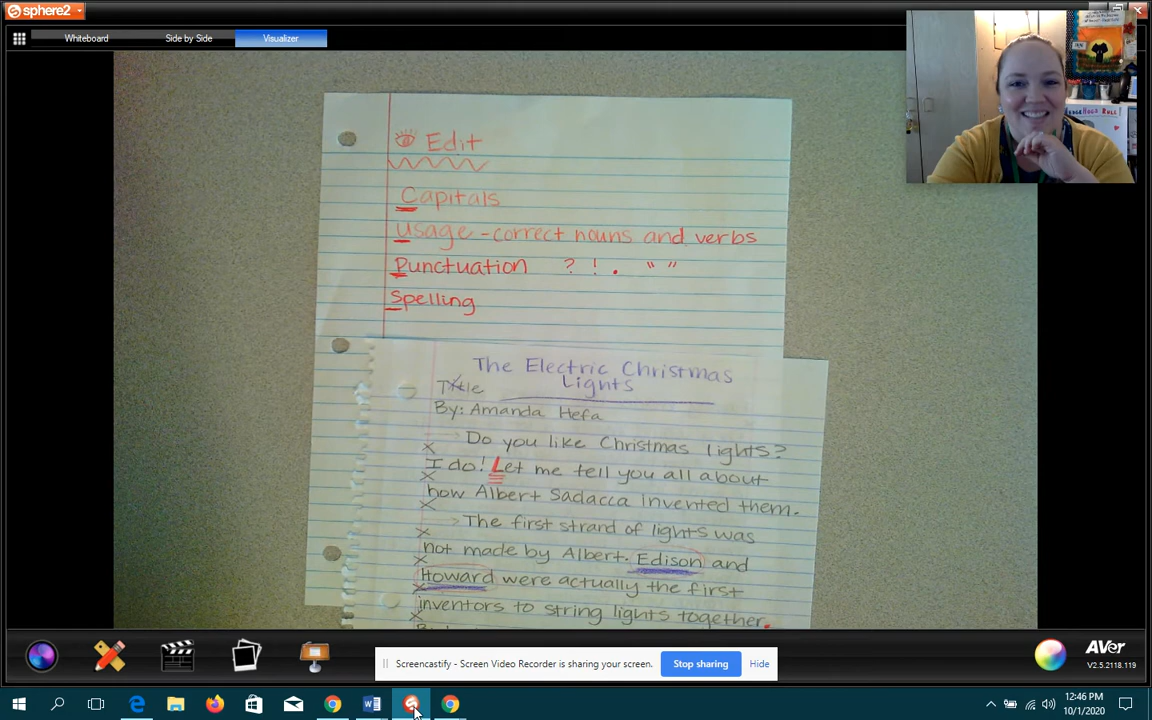 sphere2
Whiteboard
Side by Side
Visualizer
Edit
Capitals
Usage - correct nouns and verbs
Punctuation ? ! . “ ”
Spelling
The Electric Christmas
Lights
Title
By: Amanda Hefa
Do you like Christmas lights?
I do! Let me tell you all about
how Albert Sadacca invented them.
The first strand of lights was
not made by Albert. Edison and
Howard were actually the first
inventors to string lights together.
Screencastify - Screen Video Recorder is sharing your screen.
Stop sharing
Hide
AVer
V2.5.2118.119
12:46 PM
10/1/2020